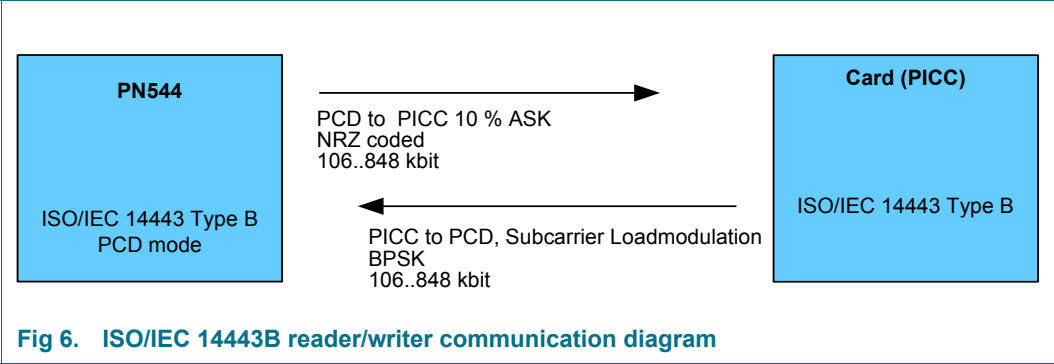 PN544
ISO/IEC 14443 Type B
PCD mode
PCD to PICC 10 % ASK
NRZ coded
106..848 kbit
PICC to PCD, Subcarrier Loadmodulation
BPSK
106..848 kbit
Card (PICC)
ISO/IEC 14443 Type B
Fig 6. ISO/IEC 14443B reader/writer communication diagram